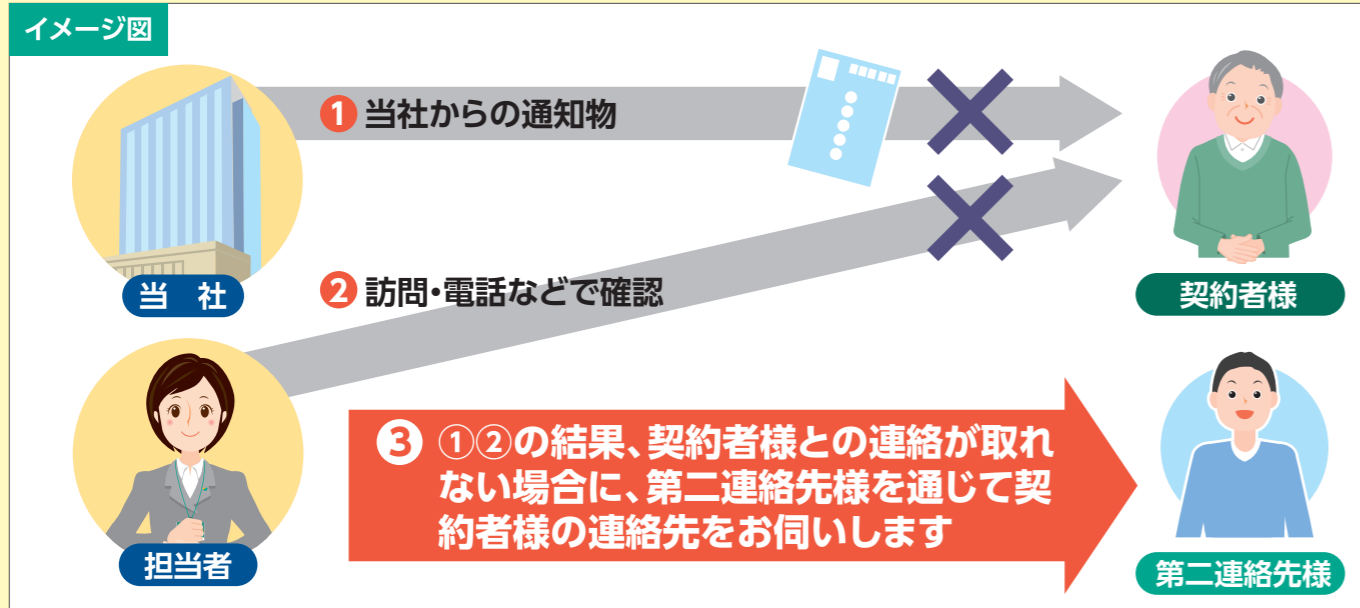 イメージ図
❶ 当社からの通知物
当 社
契約者様
❷ 訪問・電話などで確認
担当者
❸ ①②の結果、契約者様との連絡が取れ
ない場合に、第二連絡先様を通じて契
約者様の連絡先をお伺いします
第二連絡先様